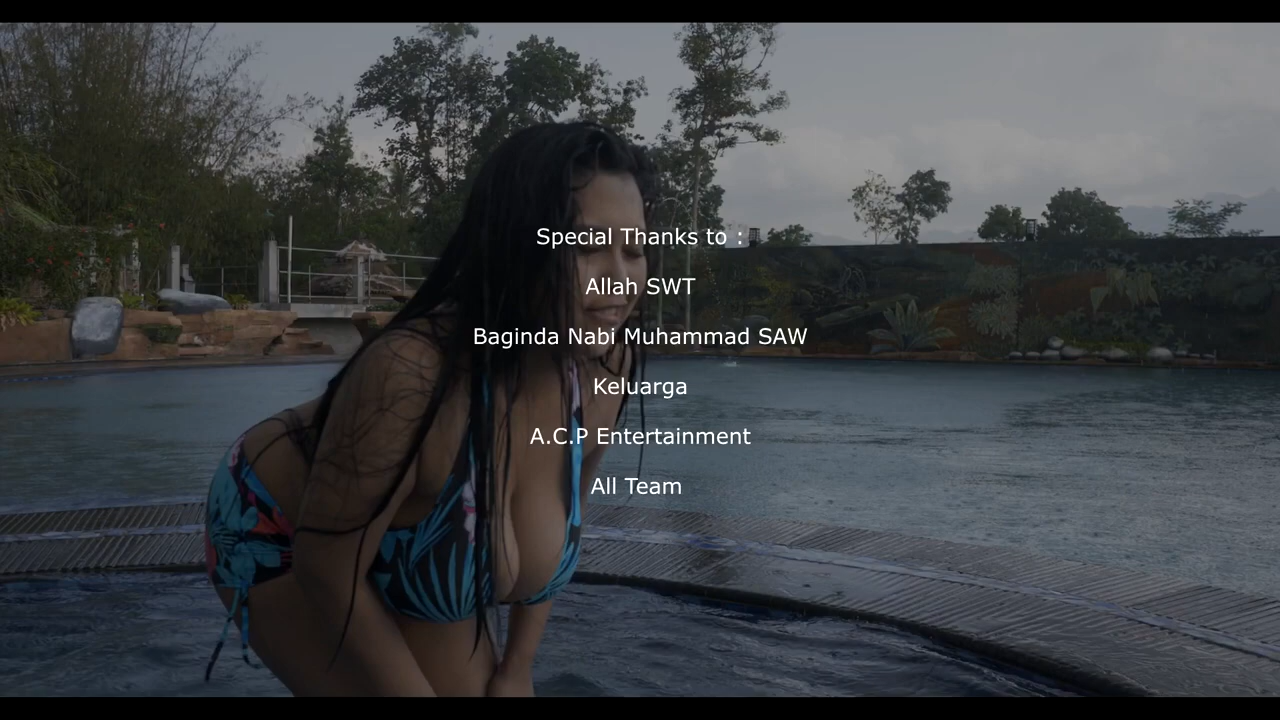 Special Thanks to :
Allah SWT
Baginda Nabi Muhammad SAW
Keluarga
A.C.P Entertainment
All Team